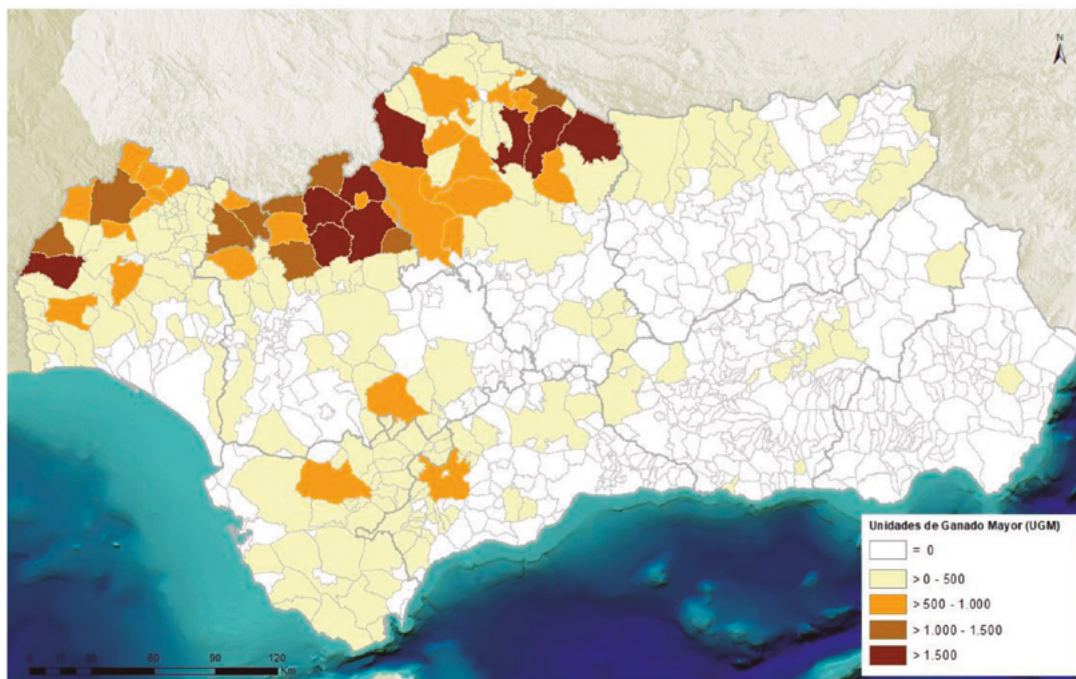 N
Unidades de Ganado Mayor (UGM)
= 0
> 0 - 500
> 500 - 1.000
> 1.000 - 1.500
> 1.500
0 15 30 60 90 120
Km